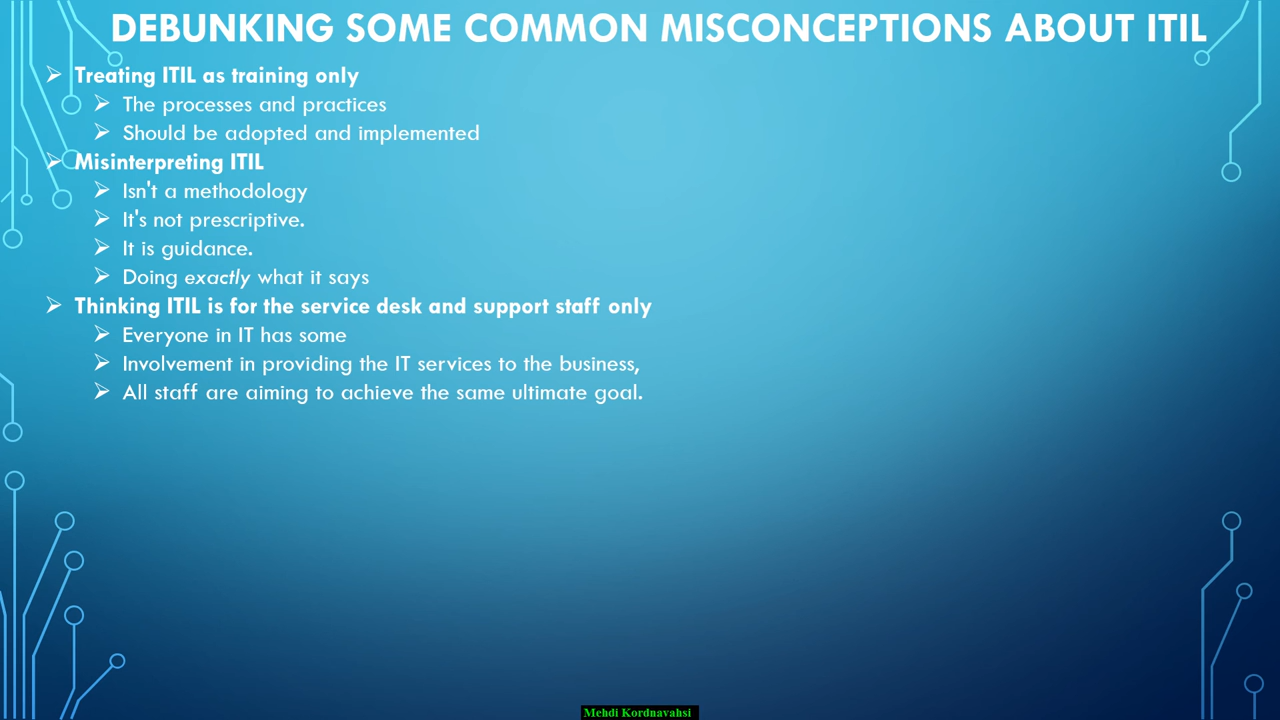 DEBUNKING SOME COMMON MISCONCEPTIONS ABOUT ITIL
Treating ITIL as training only
The processes and practices
Should be adopted and implemented
Misinterpreting ITIL
Isn't a methodology
It's not prescriptive.
It is guidance.
Doing exactly what it says
Thinking ITIL is for the service desk and support staff only
Everyone in IT has some
Involvement in providing the IT services to the business,
All staff are aiming to achieve the same ultimate goal.
Mehdi Kordnavahsi